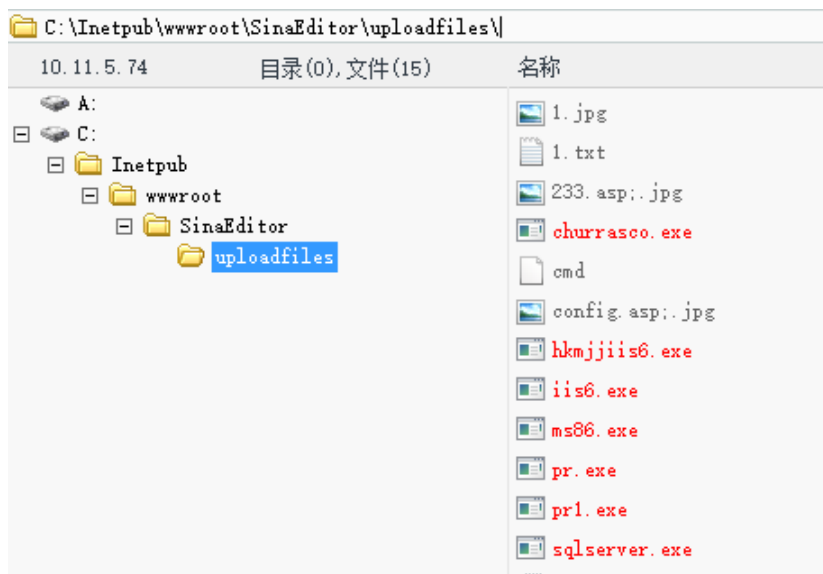 C:\Inetpub\wwwroot\SinaEditor\uploadfiles\
10.11.5.74 目录(0),文件(15) 名称
A:
C:
Inetpub
wwwroot
SinaEditor
uploadfiles
1.jpg
1.txt
233.asp;.jpg
churrasco.exe
cmd
config.asp;.jpg
hkmjjiis6.exe
iis6.exe
ms86.exe
pr.exe
pr1.exe
sqlserver.exe